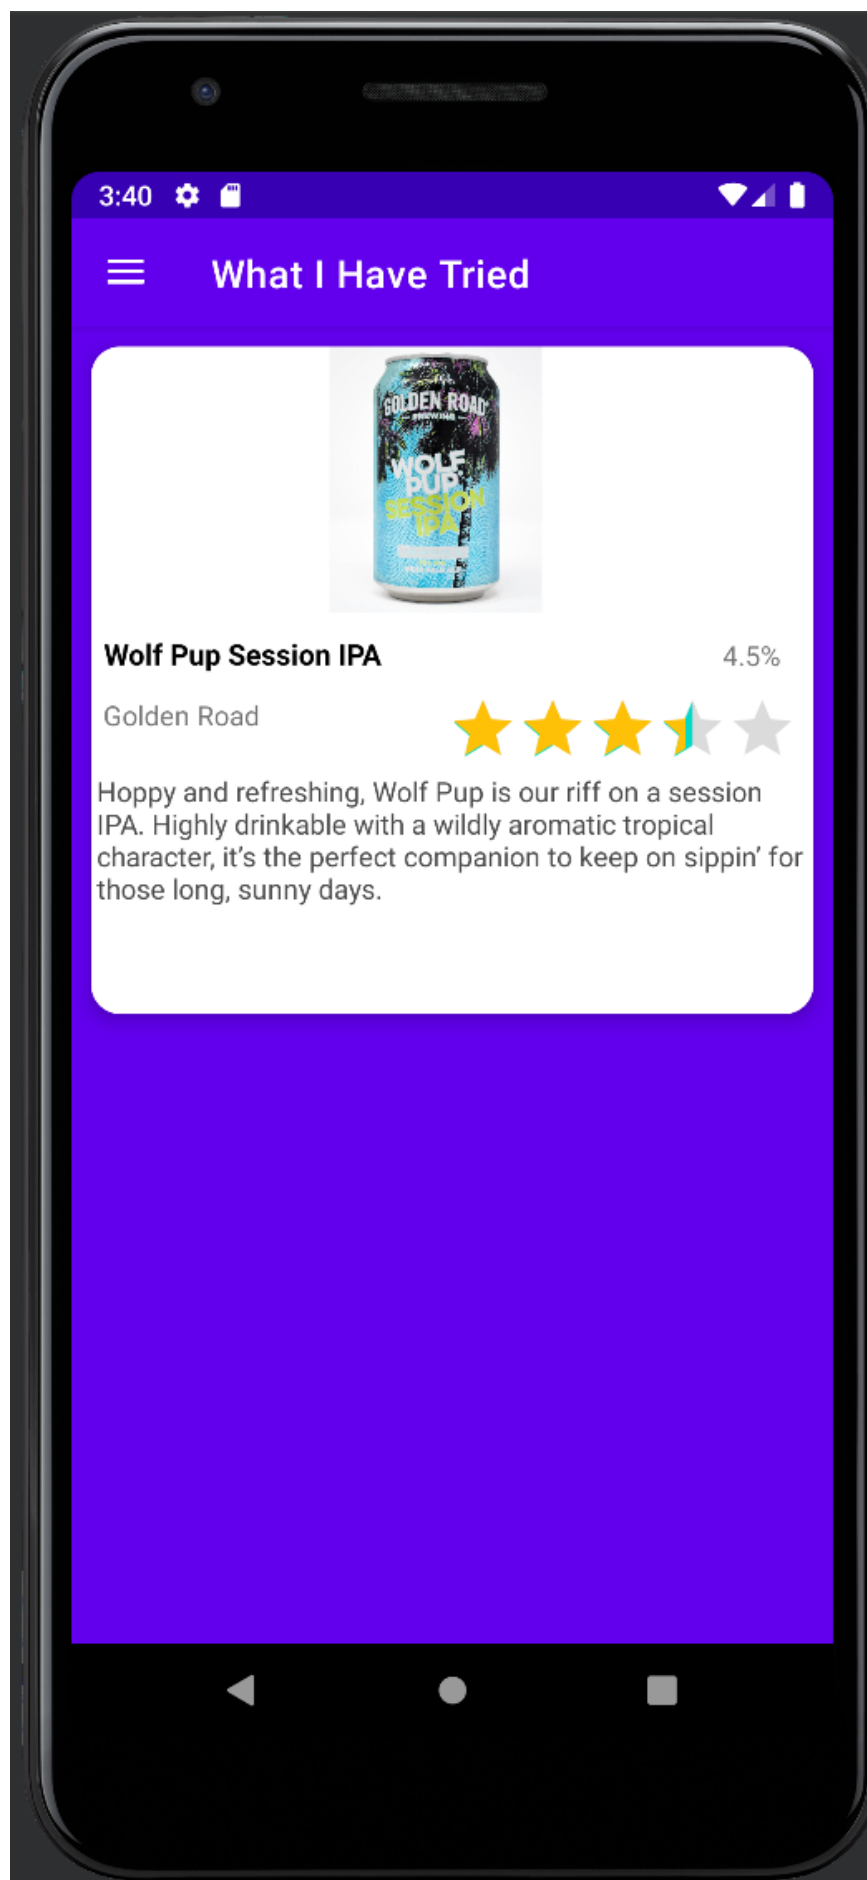 3:40
What I Have Tried
GOLDEN ROAD
BREWING
WOLF
PUP
SESSION
IPA
Wolf Pup Session IPA
4.5%
Golden Road
Hoppy and refreshing, Wolf Pup is our riff on a session
IPA. Highly drinkable with a wildly aromatic tropical
character, it’s the perfect companion to keep on sippin’ for
those long, sunny days.